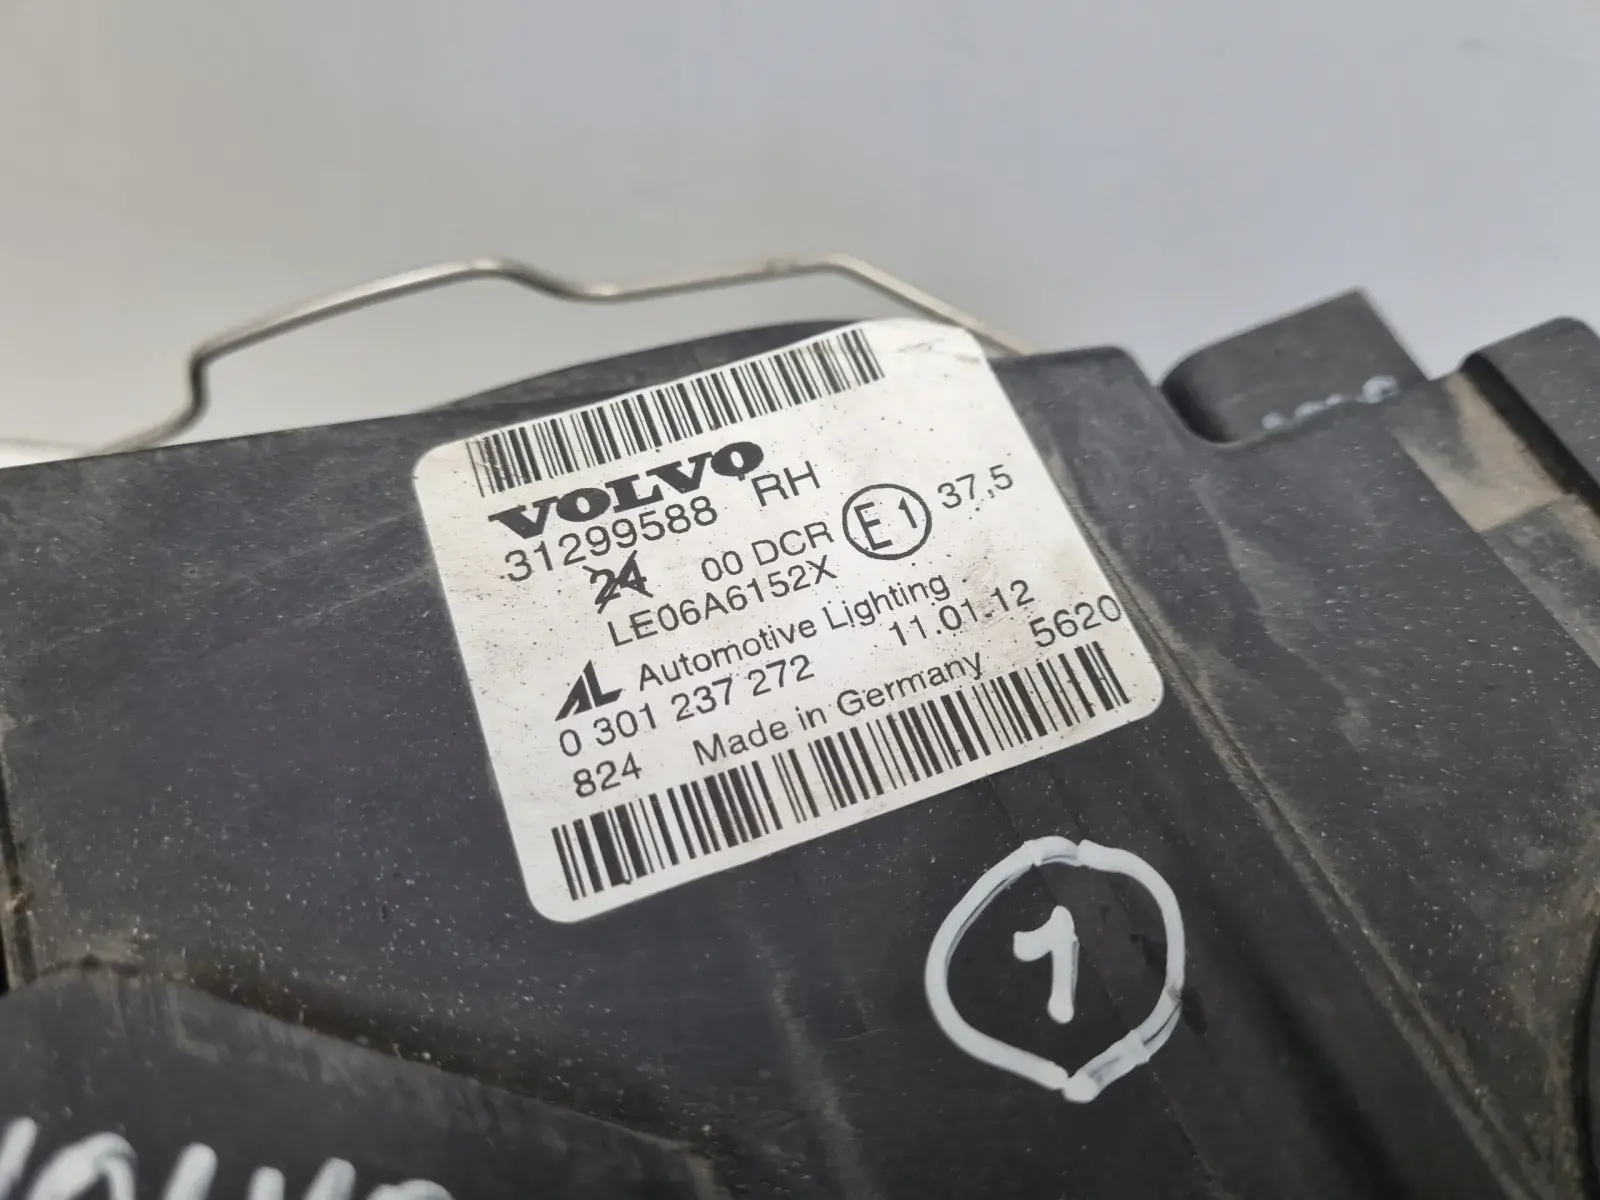 VOLVO
31299588 RH
24 00 DCR E1 37,5
LE06A6152X
AL Automotive Lighting
0 301 237 272 11.01.12
824 Made in Germany 5620
1